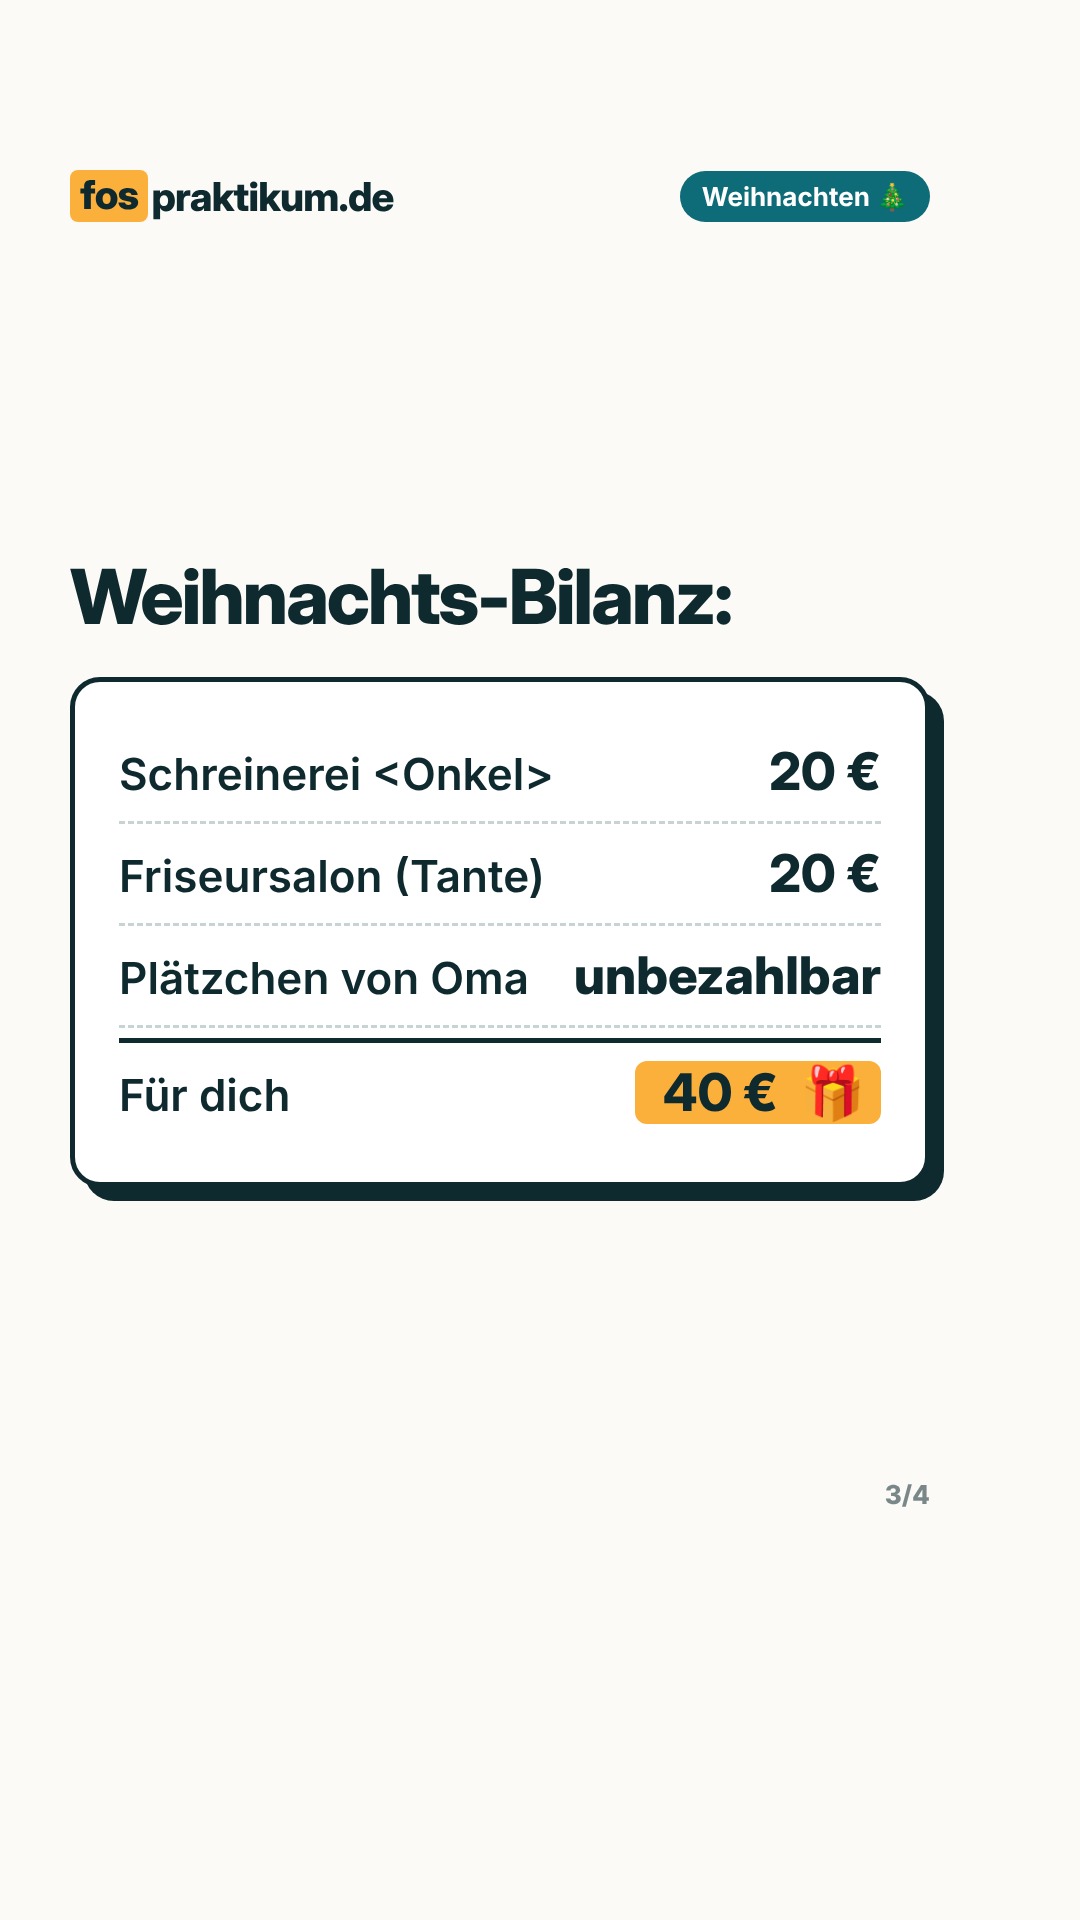 fos praktikum.de
Weihnachten 🎄
Weihnachts-Bilanz:
Schreinerei <Onkel> 20 €
Friseursalon (Tante) 20 €
Plätzchen von Oma unbezahlbar
Für dich 40 € 🎁
3/4